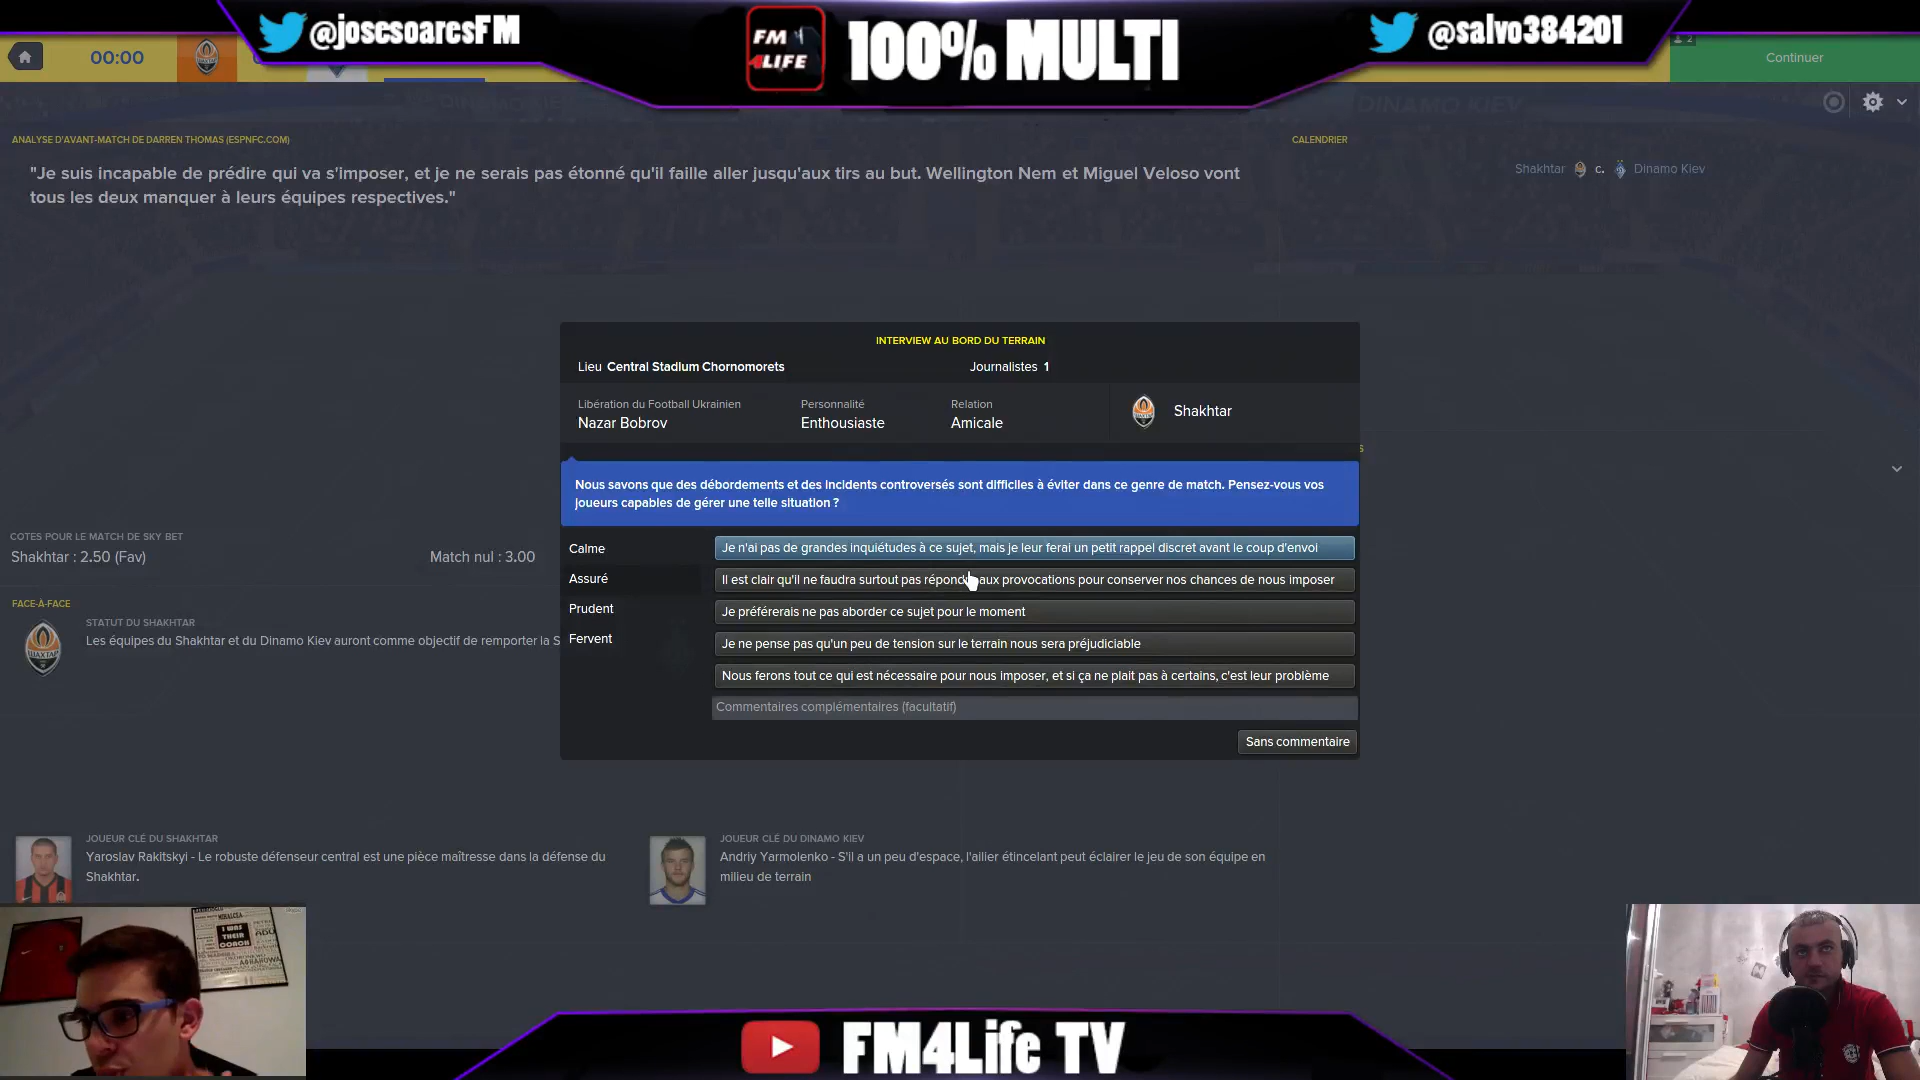 @josesoaresFM
FM
4LIFE
100% MULTI
@salvo384201
00:00
2
Continuer
DINAMO KIEV
ANALYSE D'AVANT-MATCH DE DARREN THOMAS (ESPNFC.COM)
CALENDRIER
"Je suis incapable de prédire qui va s'imposer, et je ne serais pas étonné qu'il faille aller jusqu'aux tirs au but. Wellington Nem et Miguel Veloso vont
tous les deux manquer à leurs équipes respectives."
Shakhtar c. Dinamo Kiev
INTERVIEW AU BORD DU TERRAIN
Lieu Central Stadium Chornomorets
Journalistes 1
Libération du Football Ukrainien
Nazar Bobrov
Personnalité
Enthousiaste
Relation
Amicale
Shakhtar
Nous savons que des débordements et des incidents controversés sont difficiles à éviter dans ce genre de match. Pensez-vous vos
joueurs capables de gérer une telle situation ?
Calme
Assuré
Prudent
Fervent
Je n'ai pas de grandes inquiétudes à ce sujet, mais je leur ferai un petit rappel discret avant le coup d'envoi
Il est clair qu'il ne faudra surtout pas aux provocations pour conserver nos chances de nous imposer
Je préférerais ne pas aborder ce sujet pour le moment
Je ne pense pas qu'un peu de tension sur le terrain nous sera préjudiciable
Nous ferons tout ce qui est nécessaire pour nous imposer, et si ça ne plait pas à certains, c'est leur problème
Commentaires complémentaires (facultatif)
Sans commentaire
COTES POUR LE MATCH DE SKY BET
Shakhtar : 2.50 (Fav)
Match nul : 3.00
FACE-À-FACE
STATUT DU SHAKHTAR
Les équipes du Shakhtar et du Dinamo Kiev auront comme objectif de remporter la S
JOUEUR CLÉ DU SHAKHTAR
Yaroslav Rakitskyi - Le robuste défenseur central est une pièce maîtresse dans la défense du
Shakhtar.
JOUEUR CLÉ DU DINAMO KIEV
Andriy Yarmolenko - S'il a un peu d'espace, l'ailier étincelant peut éclairer le jeu de son équipe en
milieu de terrain
I WAS
THEIR
COACH
FM4Life TV